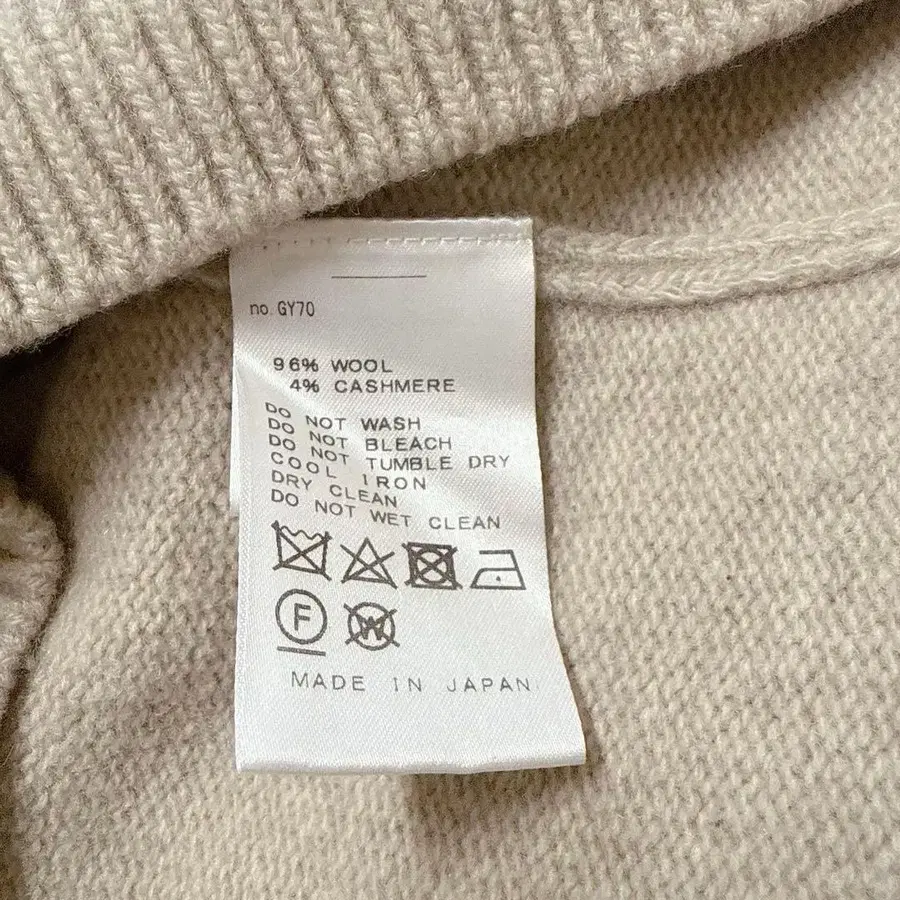 no. GY70
96% WOOL
4% CASHMERE
DO NOT WASH
DO NOT BLEACH
DO NOT TUMBLE DRY
COOL IRON
DRY CLEAN
DO NOT WET CLEAN
F W
MADE IN JAPAN